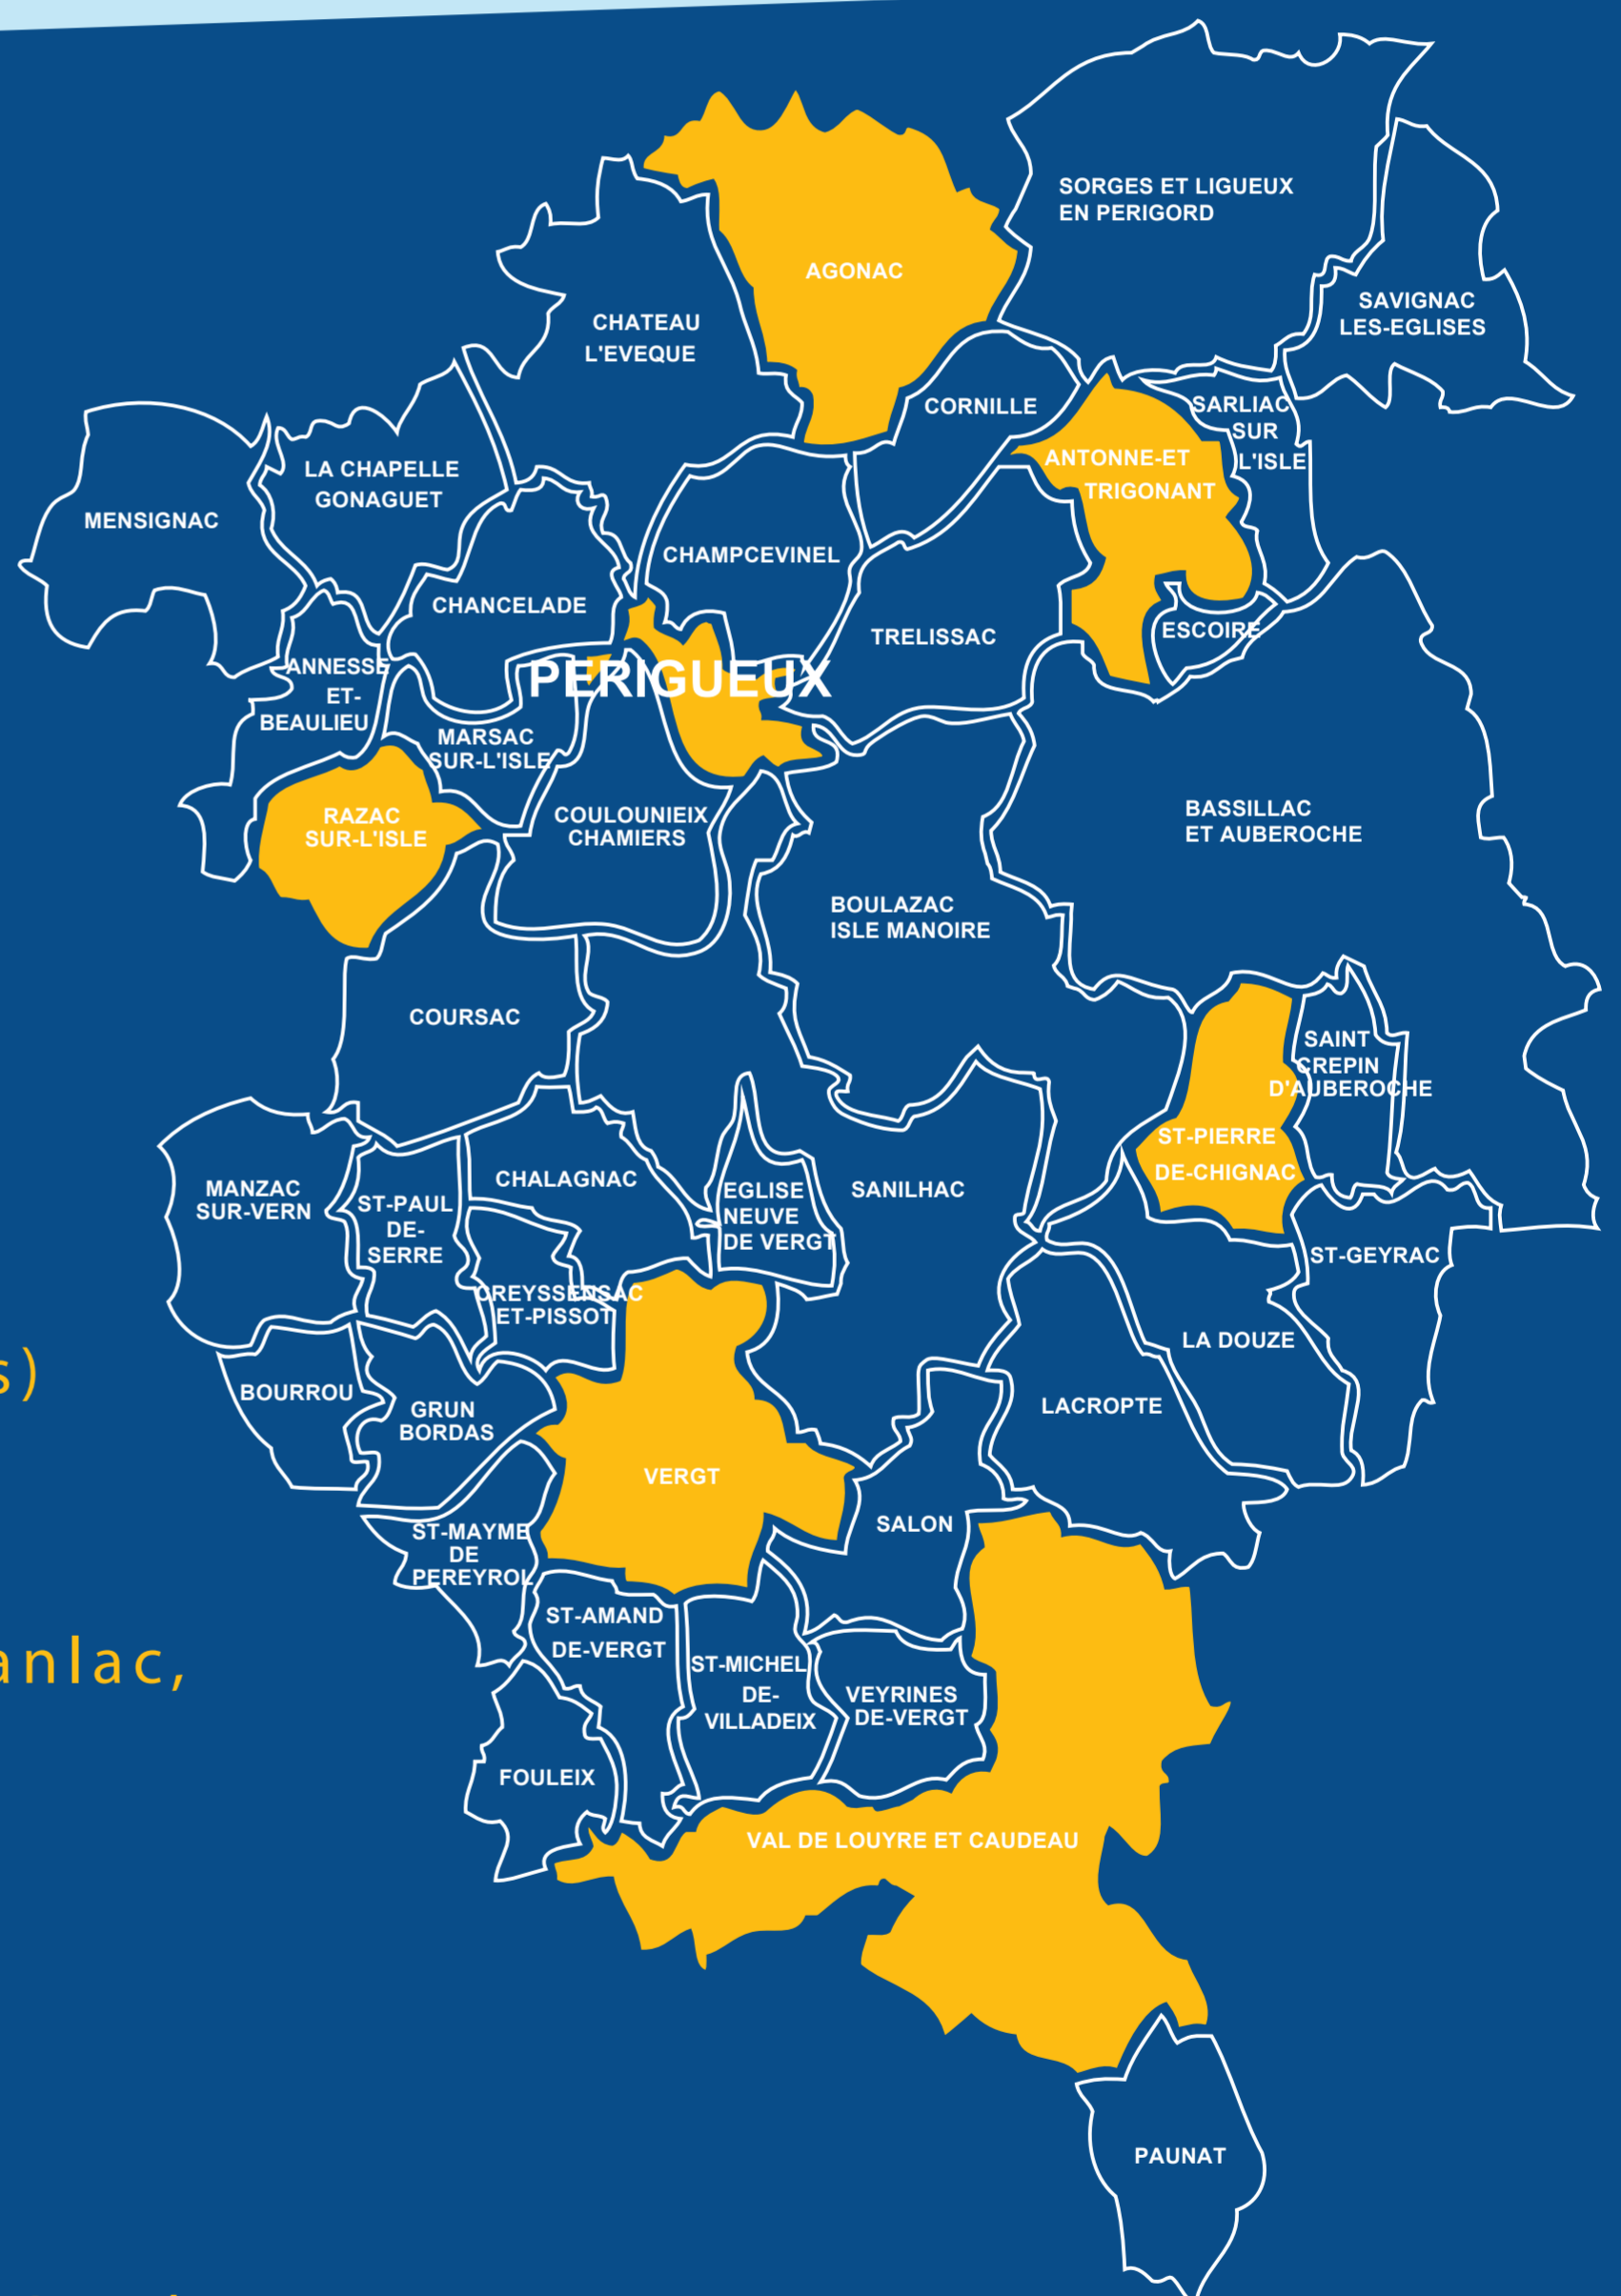 SORGES ET LIGUEUX
EN PERIGORD
AGONAC
SAVIGNAC
LES-EGLISES
CHATEAU
L'EVEQUE
CORNILLE
SARLIAC
SUR
L'ISLE
ANTONNE-ET
TRIGONANT
LA CHAPELLE
GONAGUET
MENSIGNAC
CHAMPCEVINEL
CHANCELADE
TRELISSAC
ESCOIRE
ANNESSE
ET-
BEAULIEU
PERIGUEUX
MARSAC
SUR-L'ISLE
RAZAC
SUR-L'ISLE
COULOUNIEIX
CHAMIERS
BASSILLAC
ET AUBEROCHE
BOULAZAC
ISLE MANOIRE
COURSAC
SAINT
CREPIN
D'AUBEROCHE
ST-PIERRE
DE-CHIGNAC
MANZAC
SUR-VERN
ST-PAUL
DE-
SERRE
CHALAGNAC
EGLISE
NEUVE
DE VERGT
SANILHAC
ST-GEYRAC
CREYSSENSAC
ET-PISSOT
LA DOUZE
s)
BOURROU
GRUN
BORDAS
LACROPTE
VERGT
SALON
ST-MAYME
DE
PEREYROL
ST-AMAND
DE-VERGT
anlac,
ST-MICHEL
DE-
VILLADEIX
VEYRINES
DE-VERGT
FOULEIX
VAL DE LOUYRE ET CAUDEAU
PAUNAT